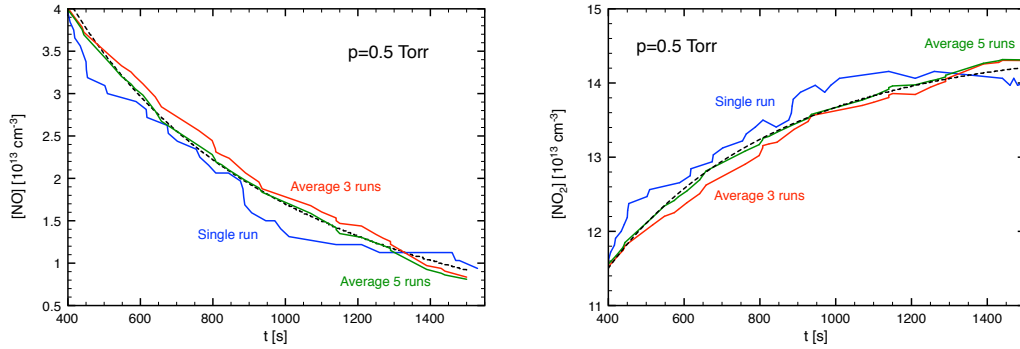 4
3.5
3
2.5
2
1.5
1
0.5
400 600 800 1000 1200 1400
[NO] [10¹³ cm⁻³]
t [s]
p=0.5 Torr
Average 3 runs
Single run
Average 5 runs
15
14
13
12
11
400 600 800 1000 1200 1400
[NO₂] [10¹³ cm⁻³]
t [s]
p=0.5 Torr
Average 5 runs
Single run
Average 3 runs